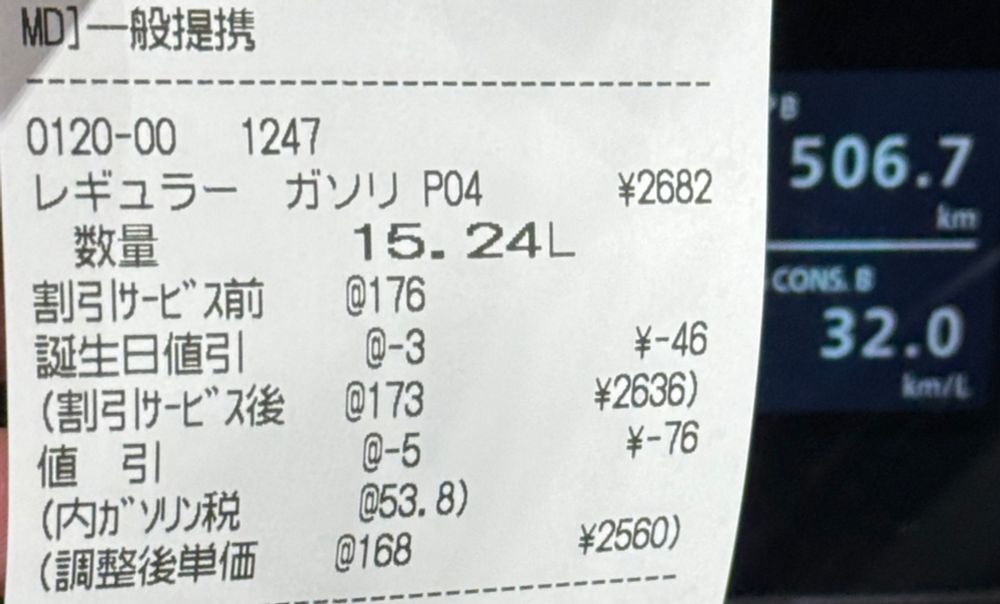 MD]一般提携
0120-00 1247
レギュラー ガソリ P04 ¥2682
数量 15.24L
割引サービス前 @176
誕生日値引 @-3 ¥-46
(割引サービス後 @173 ¥2636)
値 引 @-5 ¥-76
(内ガソリン税 @53.8)
(調整後単価 @168 ¥2560)
B
506.7
km
CONS. B
32.0
km/L